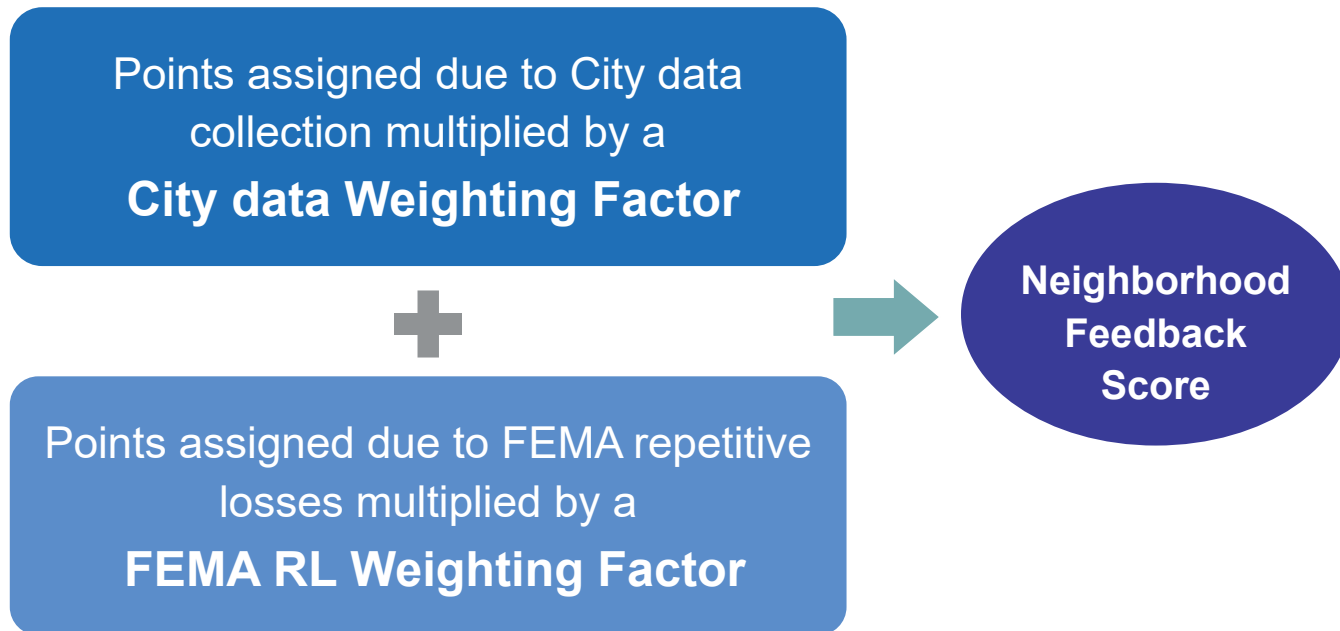 Points assigned due to City data
collection multiplied by a
City data Weighting Factor
Points assigned due to FEMA repetitive
losses multiplied by a
FEMA RL Weighting Factor
Neighborhood
Feedback
Score